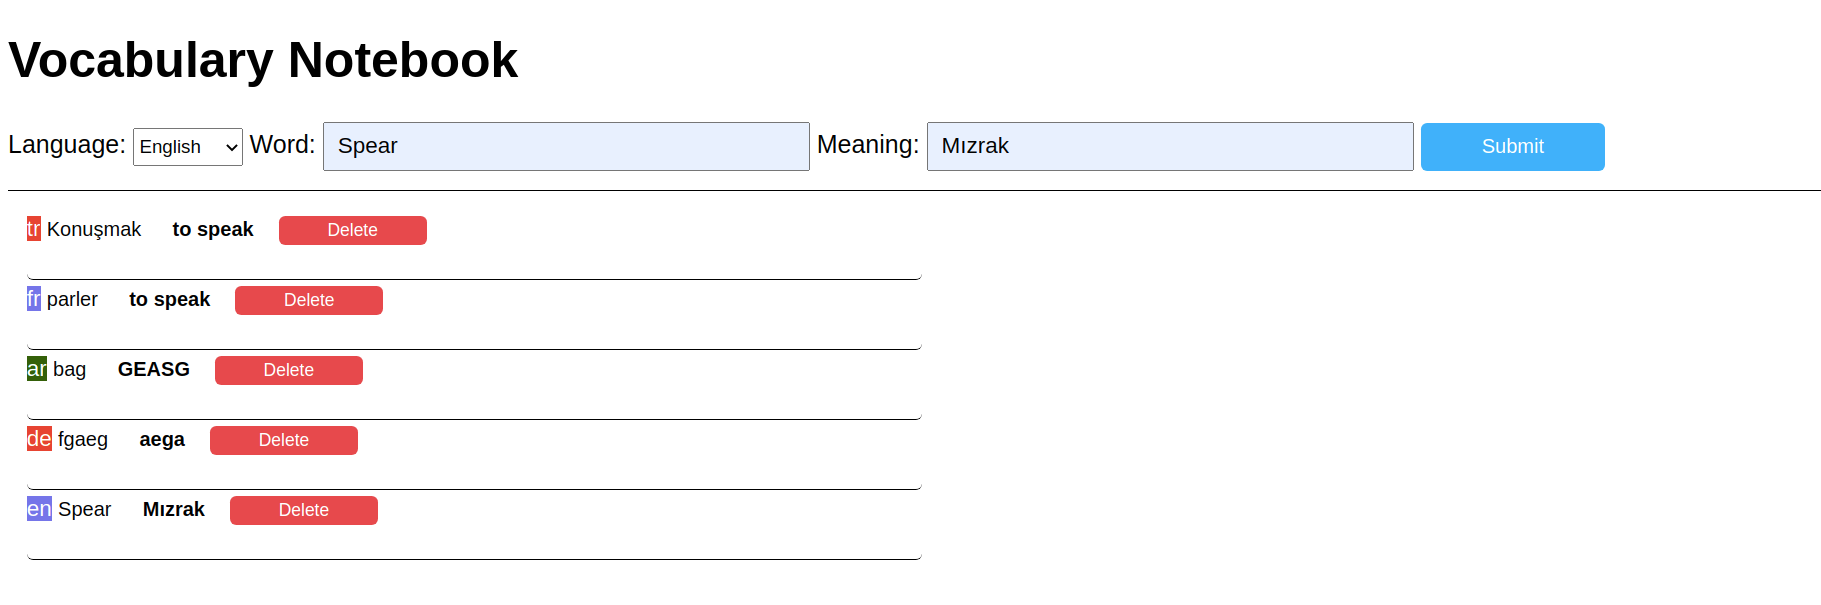 Vocabulary Notebook
Language: English Word: Spear Meaning: Mızrak Submit
tr Konuşmak to speak Delete
fr parler to speak Delete
ar bag GEASG Delete
de fgaeg aega Delete
en Spear Mızrak Delete